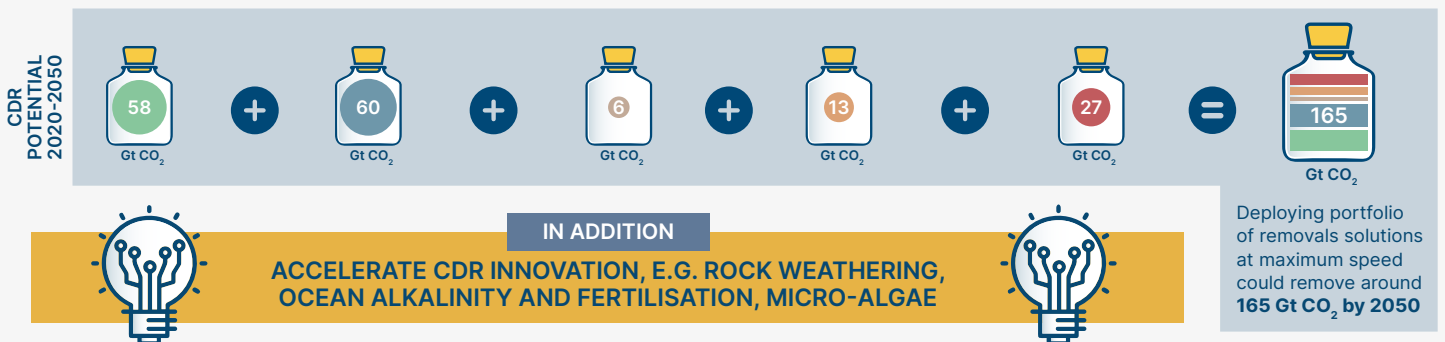 CDR
POTENTIAL
2020-2050
58
Gt CO2
+
60
Gt CO2
+
6
Gt CO2
+
13
Gt CO2
+
27
Gt CO2
=
165
Gt CO2
IN ADDITION
ACCELERATE CDR INNOVATION, E.G. ROCK WEATHERING,
OCEAN ALKALINITY AND FERTILISATION, MICRO-ALGAE
Deploying portfolio
of removals solutions
at maximum speed
could remove around
165 Gt CO2 by 2050